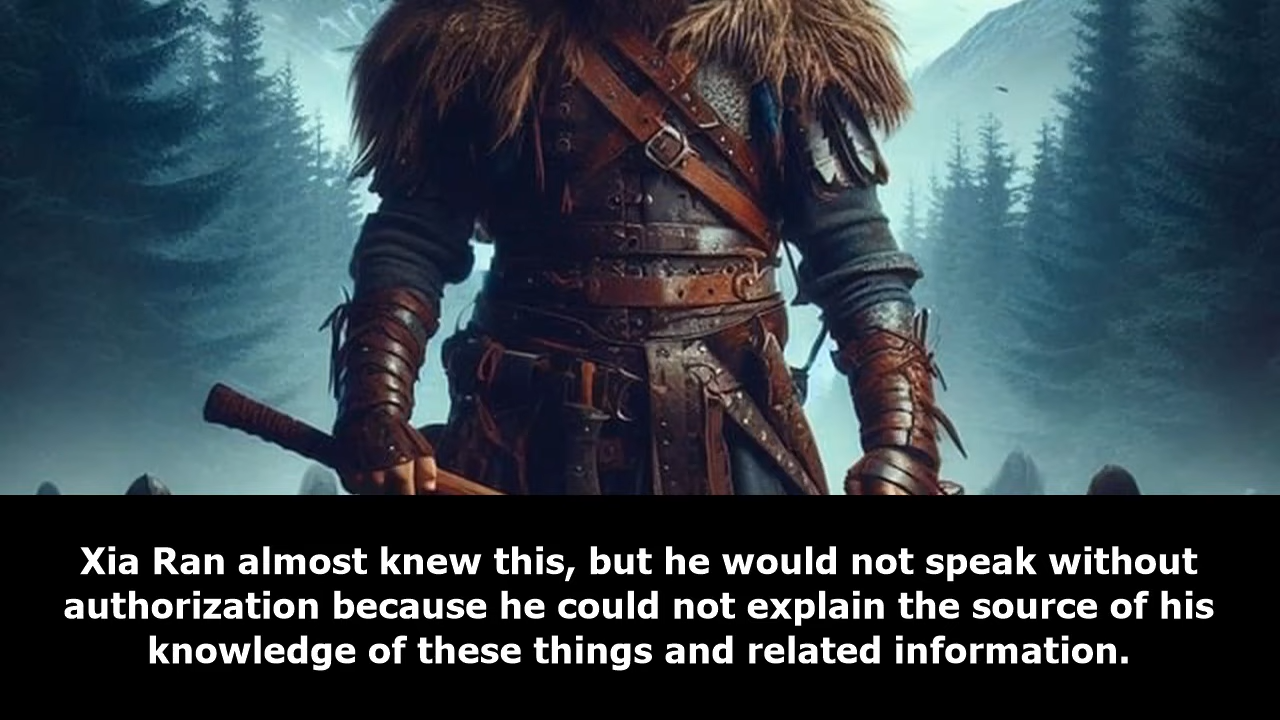 Xia Ran almost knew this, but he would not speak without
authorization because he could not explain the source of his
knowledge of these things and related information.